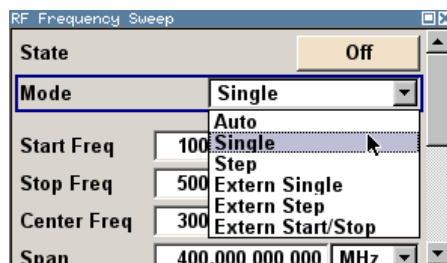 RF Frequency Sweep
State Off
Mode Single
Auto
Single
Step
Extern Single
Extern Step
Extern Start/Stop
Start Freq 100
Stop Freq 500
Center Freq 300
Span 400.000 000 000 MHz